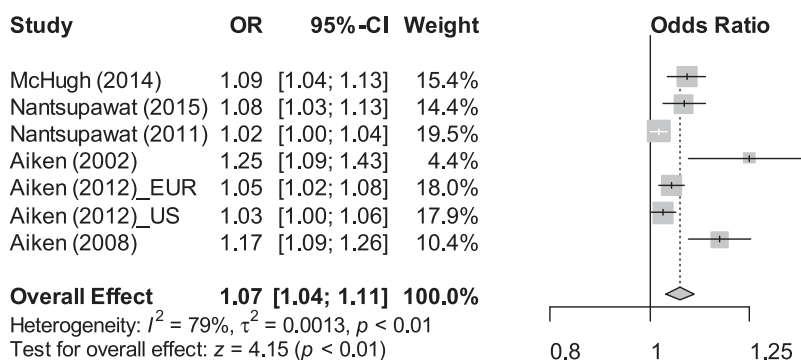 Study OR 95%-CI Weight Odds Ratio
McHugh (2014) 1.09 [1.04; 1.13] 15.4%
Nantsupawat (2015) 1.08 [1.03; 1.13] 14.4%
Nantsupawat (2011) 1.02 [1.00; 1.04] 19.5%
Aiken (2002) 1.25 [1.09; 1.43] 4.4%
Aiken (2012)_EUR 1.05 [1.02; 1.08] 18.0%
Aiken (2012)_US 1.03 [1.00; 1.06] 17.9%
Aiken (2008) 1.17 [1.09; 1.26] 10.4%
Overall Effect 1.07 [1.04; 1.11] 100.0%
Heterogeneity: I² = 79%, τ² = 0.0013, p < 0.01
Test for overall effect: z = 4.15 (p < 0.01)
0.8 1 1.25